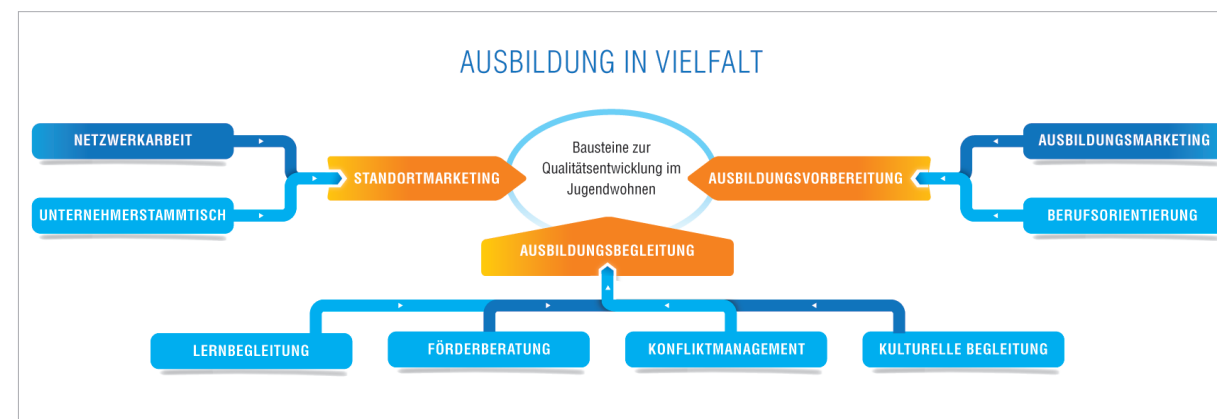 AUSBILDUNG IN VIELFALT
NETZWERKARBEIT
UNTERNEHMERSTAMMTISCH
STANDORTMARKETING
Bausteine zur
Qualitätsentwicklung im
Jugendwohnen
AUSBILDUNGSVORBEREITUNG
AUSBILDUNGSMARKETING
BERUFSORIENTIERUNG
AUSBILDUNGSBEGLEITUNG
LERNBEGLEITUNG
FÖRDERBERATUNG
KONFLIKTMANAGEMENT
KULTURELLE BEGLEITUNG